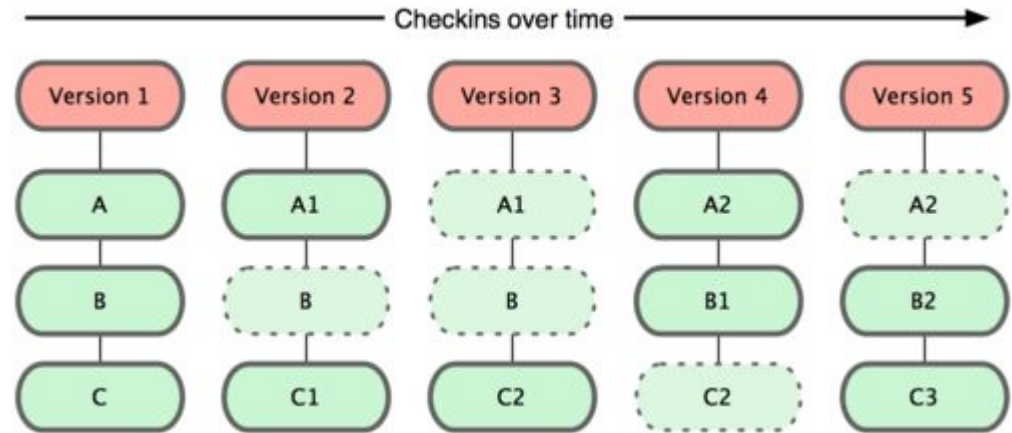 Checkins over time
Version 1 Version 2 Version 3 Version 4 Version 5
A A1 A1 A2 A2
B B B B1 B2
C C1 C2 C2 C3